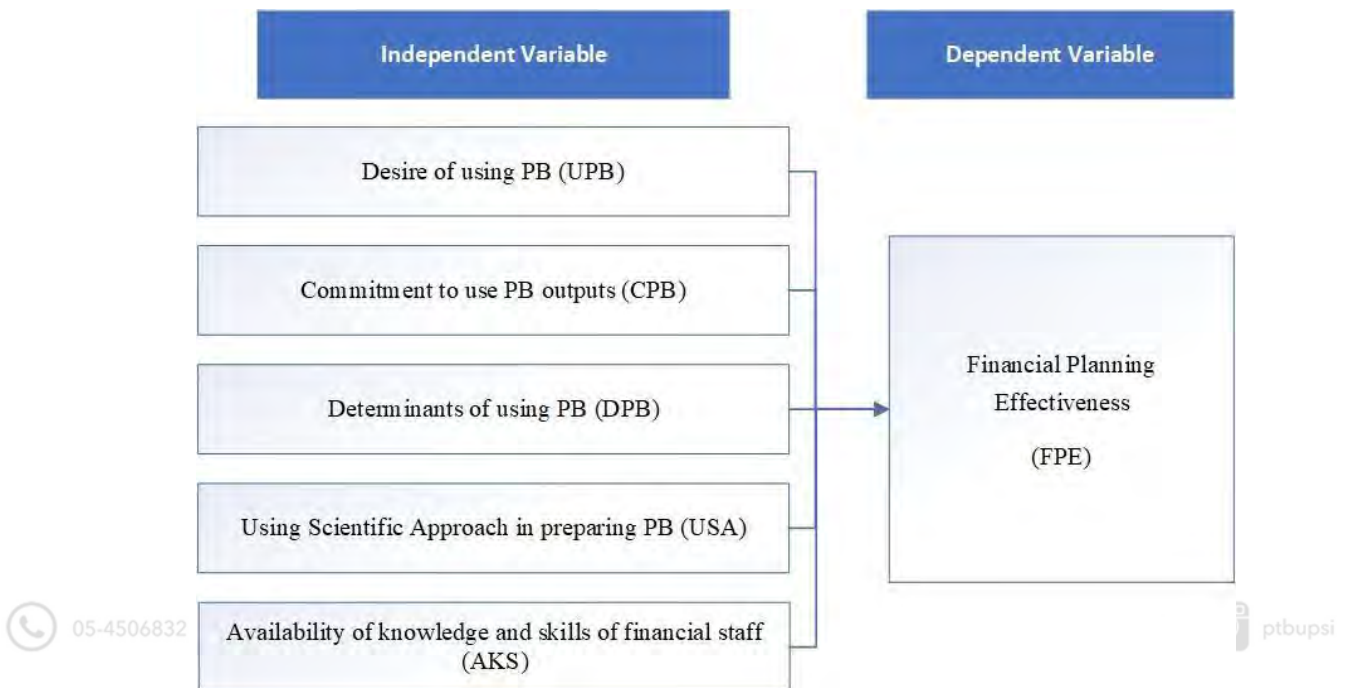 Independent Variable
Dependent Variable
Desire of using PB (UPB)
Commitment to use PB outputs (CPB)
Determinants of using PB (DPB)
Using Scientific Approach in preparing PB (USA)
Availability of knowledge and skills of financial staff
(AKS)
Financial Planning
Effectiveness
(FPE)
05-4506832
ptbupsi